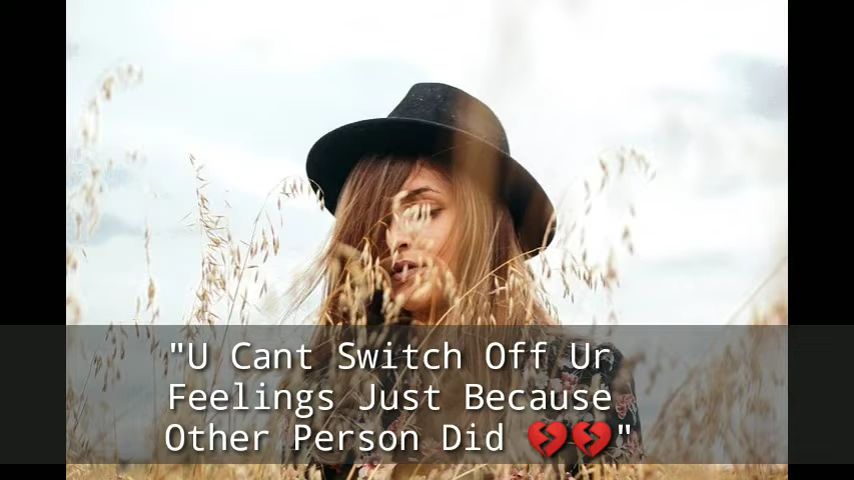 "U Cant Switch Off Ur
Feelings Just Because
Other Person Did 💔💔"